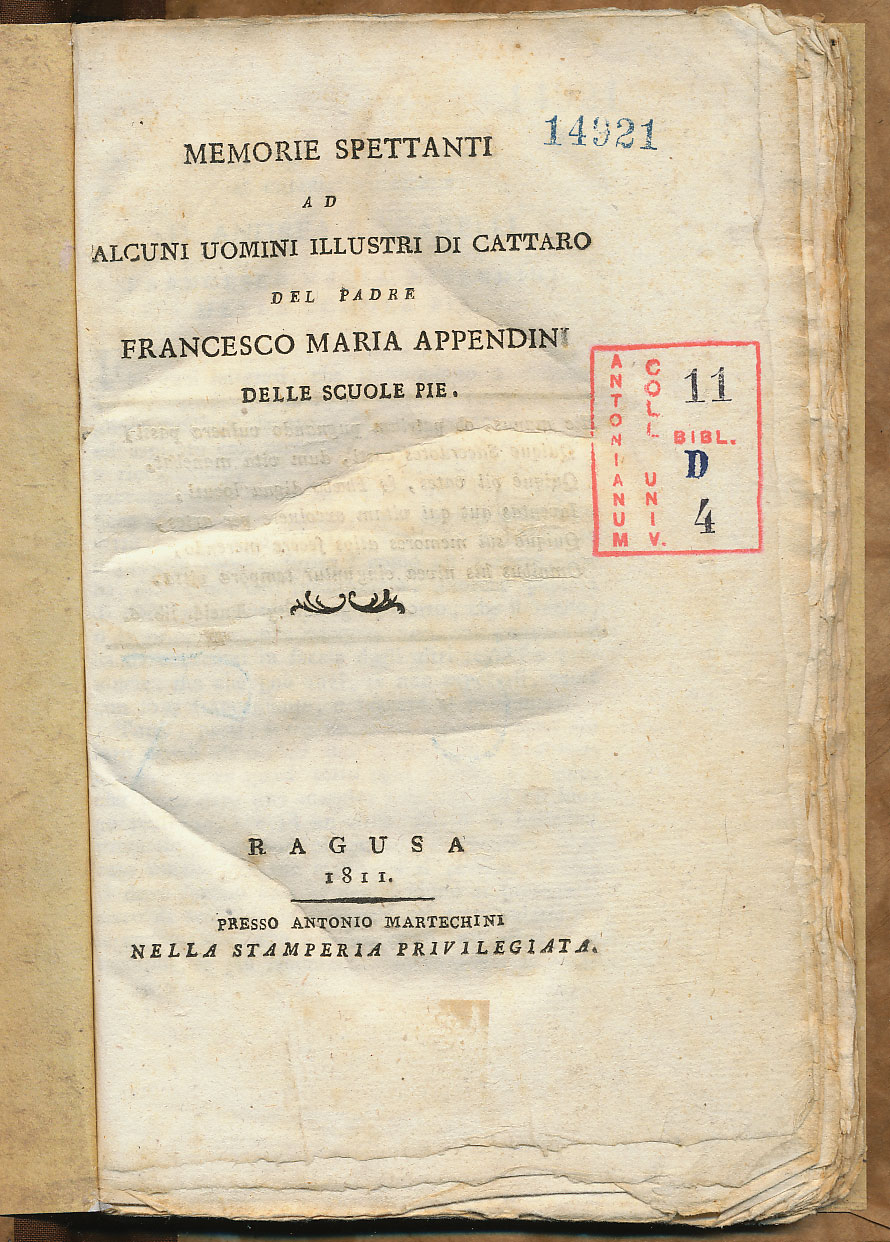 14921
MEMORIE SPETTANTI
AD
ALCUNI UOMINI ILLUSTRI DI CATTARO
DEL PADRE
FRANCESCO MARIA APPENDINI
DELLE SCUOLE PIE.
ANTONIANUM
COLL. UNIV.
11
BIBL.
D
4
RAGUSA
1811.
PRESSO ANTONIO MARTECHINI
NELLA STAMPERIA PRIVILEGIATA.